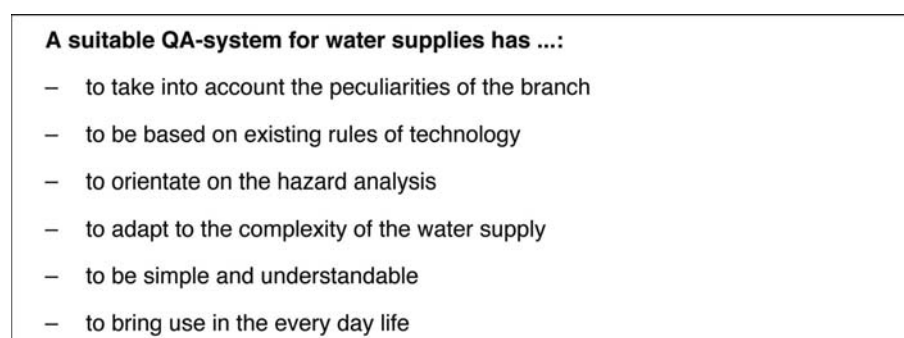 A suitable QA-system for water supplies has ...:
– to take into account the peculiarities of the branch
– to be based on existing rules of technology
– to orientate on the hazard analysis
– to adapt to the complexity of the water supply
– to be simple and understandable
– to bring use in the every day life